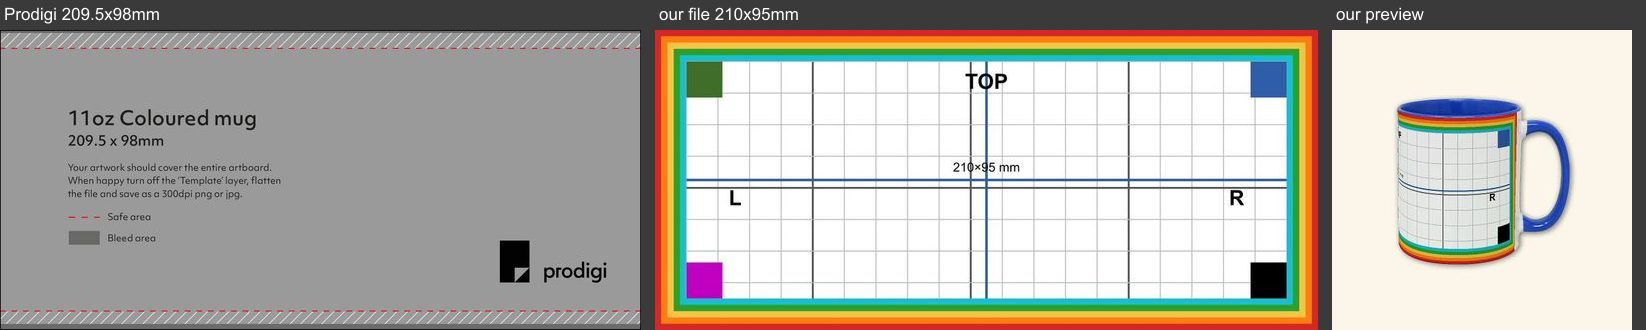 Prodigi 209.5x98mm
11oz Coloured mug
209.5 x 98mm
Your artwork should cover the entire artboard.
When happy turn off the 'Template' layer, flatten
the file and save as a 300dpi png or jpg.
Safe area
Bleed area
prodigi
our file 210x95mm
TOP
210×95 mm
L
R
our preview
R